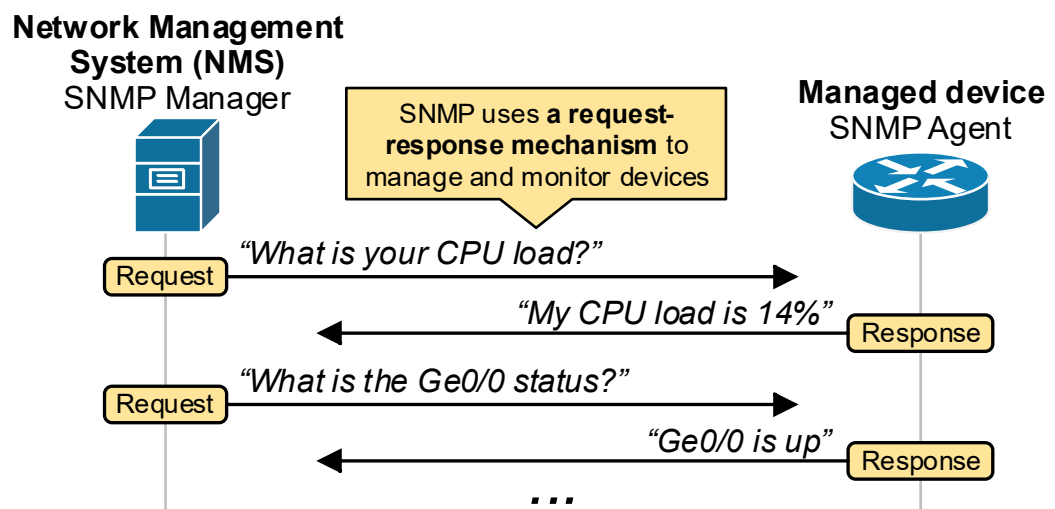 Network Management
System (NMS)
SNMP Manager
SNMP uses a request-
response mechanism to
manage and monitor devices
Managed device
SNMP Agent
“What is your CPU load?”
Request
“My CPU load is 14%”
Response
“What is the Ge0/0 status?”
Request
“Ge0/0 is up”
Response
...